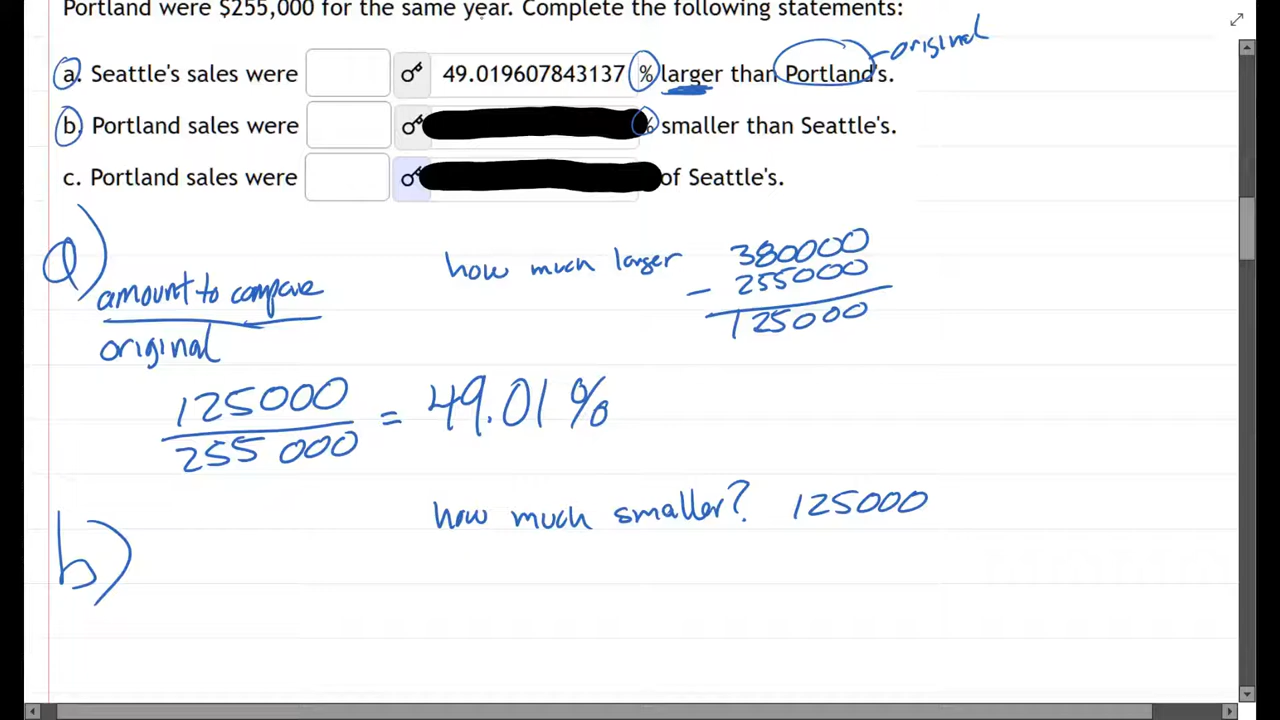 Portland were $255,000 for the same year. Complete the following statements:
original
a. Seattle's sales were 49.019607843137 % larger than Portland's.
b. Portland sales were % smaller than Seattle's.
c. Portland sales were of Seattle's.
a)
amount to compare
original
how much larger
380000
- 255000
125000
125000
255 000
= 49.01 %
b)
how much smaller? 125000